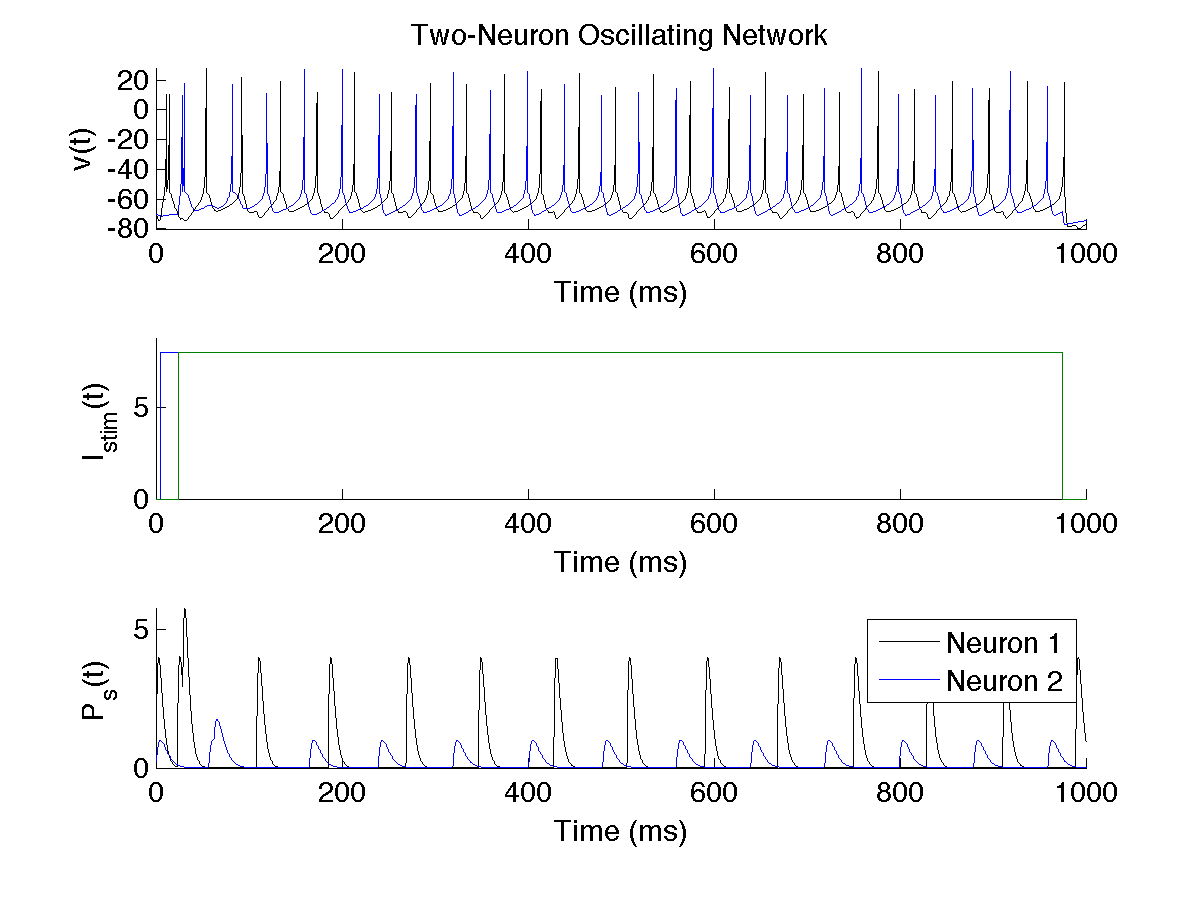 Two-Neuron Oscillating Network
v(t)
20
0
-20
-40
-60
-80
0 200 400 600 800 1000
Time (ms)
I_stim(t)
5
0
0 200 400 600 800 1000
Time (ms)
P_s(t)
5
0
Neuron 1
Neuron 2
0 200 400 600 800 1000
Time (ms)